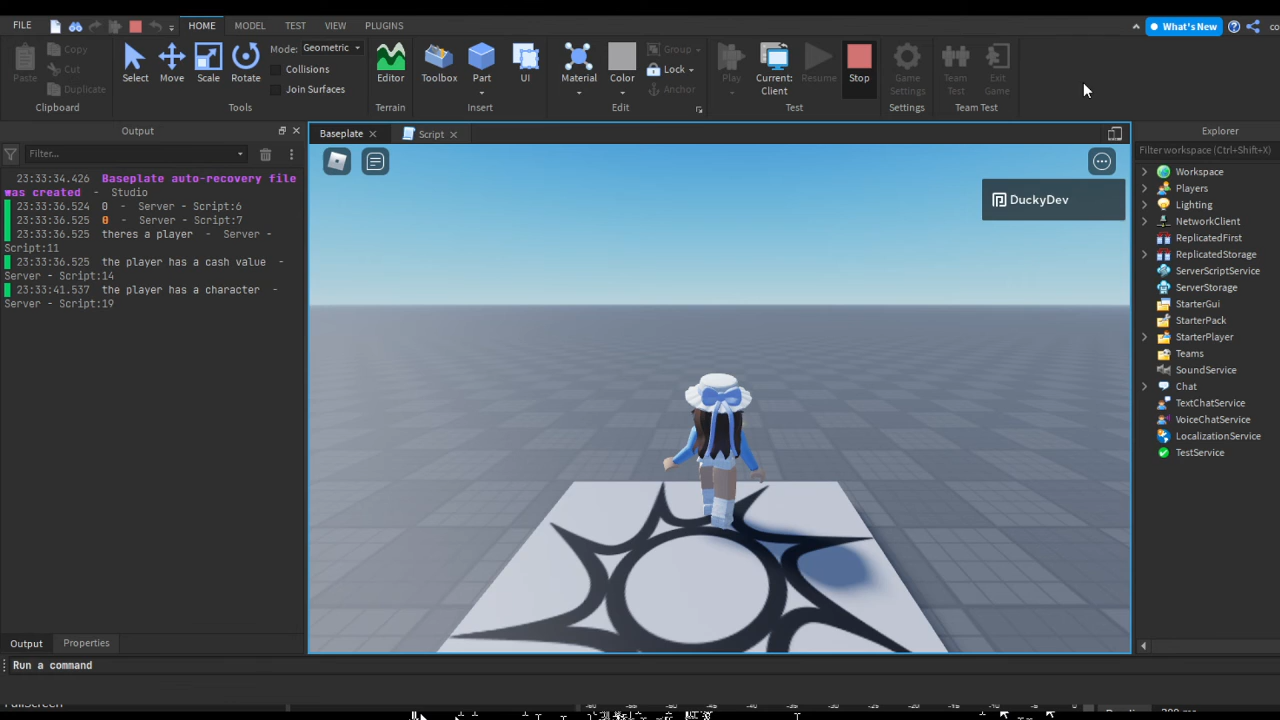 FILE HOME MODEL TEST VIEW PLUGINS What's New co
Paste Copy Cut Duplicate Clipboard
Select Move Scale Rotate Mode: Geometric Collisions Join Surfaces Tools
Editor Terrain
Toolbox Part UI Insert
Material Color Group Lock Anchor Edit
Play Current: Client Resume Stop Test
Game Settings Settings
Team Test Exit Game Team Test
Output
Filter...
23:33:34.426 Baseplate auto-recovery file
was created - Studio
23:33:36.524 0 - Server - Script:6
23:33:36.525 0 - Server - Script:7
23:33:36.525 theres a player - Server -
Script:11
23:33:36.525 the player has a cash value -
Server - Script:14
23:33:41.537 the player has a character -
Server - Script:19
Output Properties
Run a command
Baseplate Script
DuckyDev
Explorer
Filter workspace (Ctrl+Shift+X)
Workspace
Players
Lighting
NetworkClient
ReplicatedFirst
ReplicatedStorage
ServerScriptService
ServerStorage
StarterGui
StarterPack
StarterPlayer
Teams
SoundService
Chat
TextChatService
VoiceChatService
LocalizationService
TestService